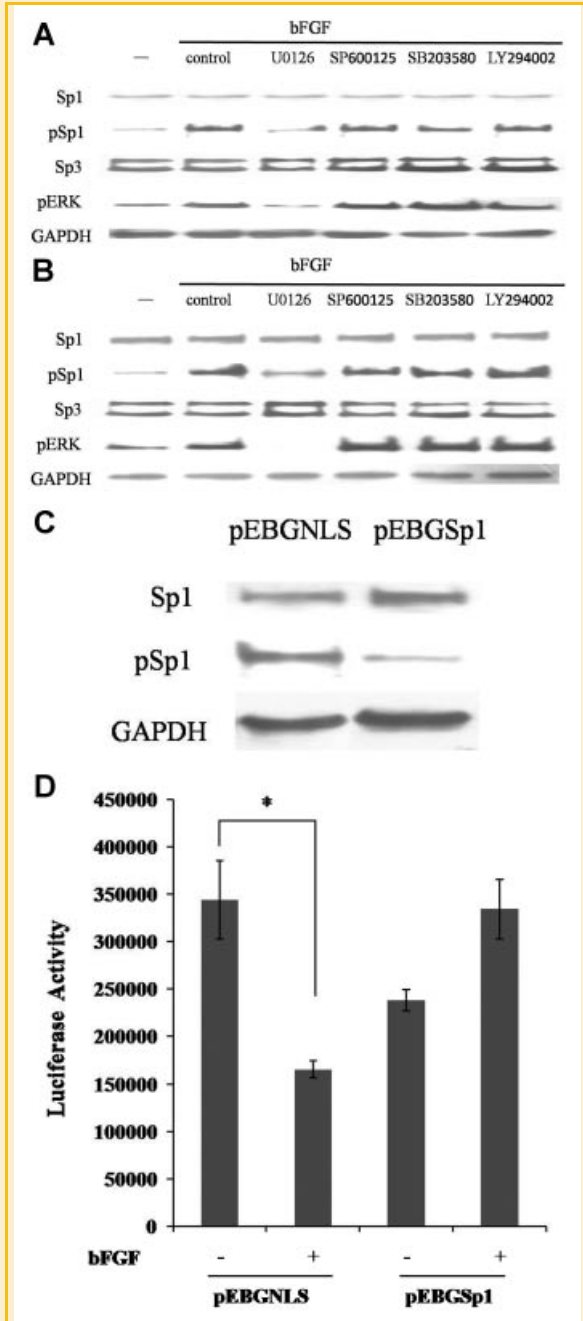 A
bFGF
— control U0126 SP600125 SB203580 LY294002
Sp1
pSp1
Sp3
pERK
GAPDH
B
bFGF
— control U0126 SP600125 SB203580 LY294002
Sp1
pSp1
Sp3
pERK
GAPDH
C
pEBGNLS pEBGSp1
Sp1
pSp1
GAPDH
D
450000
400000
350000
300000
250000
200000
150000
100000
50000
0
Luciferase Activity
*
bFGF - + - +
pEBGNLS pEBGSp1